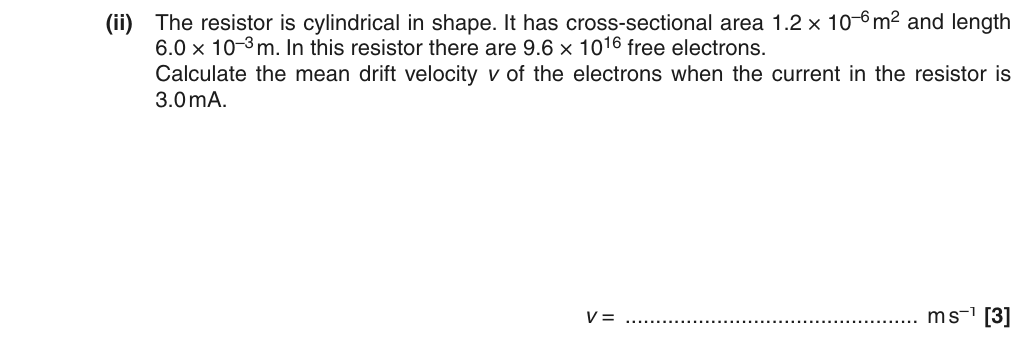 (ii) The resistor is cylindrical in shape. It has cross-sectional area 1.2 × 10⁻⁶ m² and length
6.0 × 10⁻³ m. In this resistor there are 9.6 × 10¹⁶ free electrons.
Calculate the mean drift velocity v of the electrons when the current in the resistor is
3.0 mA.
v = ................................................ m s⁻¹ [3]